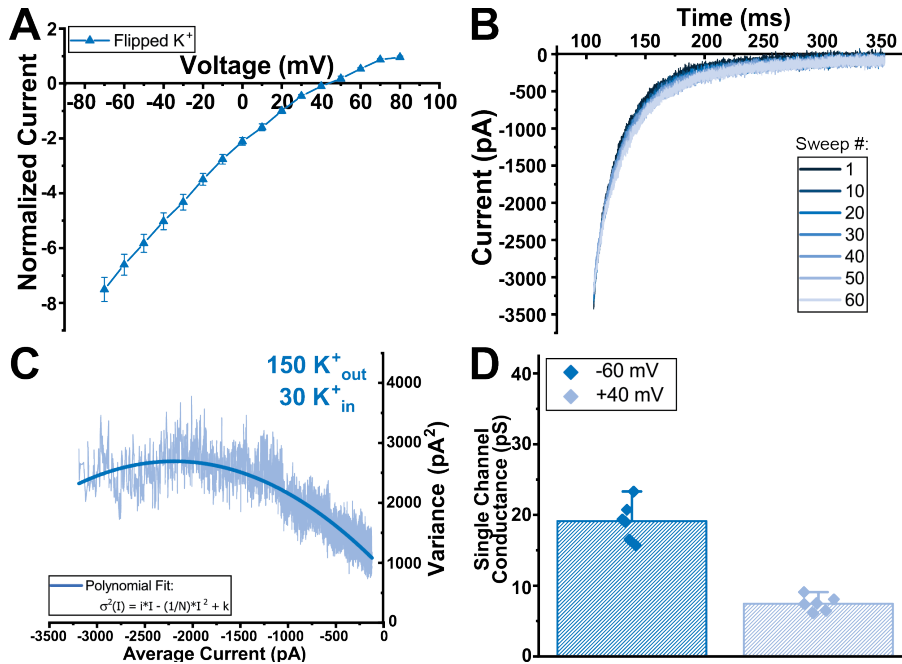 A
Flipped K+
Voltage (mV)
-80 -60 -40 -20 0 20 40 60 80 100
0
-2
-4
-6
-8
Normalized Current
B
Time (ms)
100 150 200 250 300 350
0
-500
-1000
-1500
-2000
-2500
-3000
-3500
Current (pA)
Sweep #:
1
10
20
30
40
50
60
C
150 K+out
30 K+in
4000
3000
2000
1000
Variance (pA2)
Polynomial Fit:
σ2(I) = i*I - (1/N)*I2 + k
-3500 -3000 -2500 -2000 -1500 -1000 -500 0
Average Current (pA)
D
-60 mV
+40 mV
40
30
20
10
0
Single Channel
Conductance (pS)